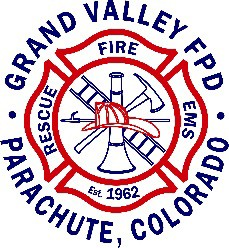 GRAND VALLEY FPD
FIRE
RESCUE
EMS
Est. 1962
• PARACHUTE, COLORADO •